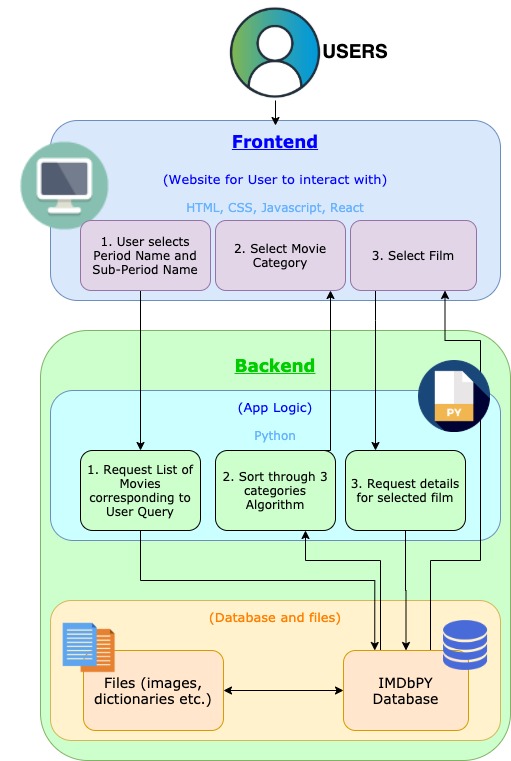 USERS
Frontend
(Website for User to interact with)
HTML, CSS, Javascript, React
1. User selects
Period Name and
Sub-Period Name
2. Select Movie
Category
3. Select Film
Backend
PY
(App Logic)
Python
1. Request List of
Movies
corresponding to
User Query
2. Sort through 3
categories
Algorithm
3. Request details
for selected film
(Database and files)
Files (images,
dictionaries etc.)
IMDbPY
Database